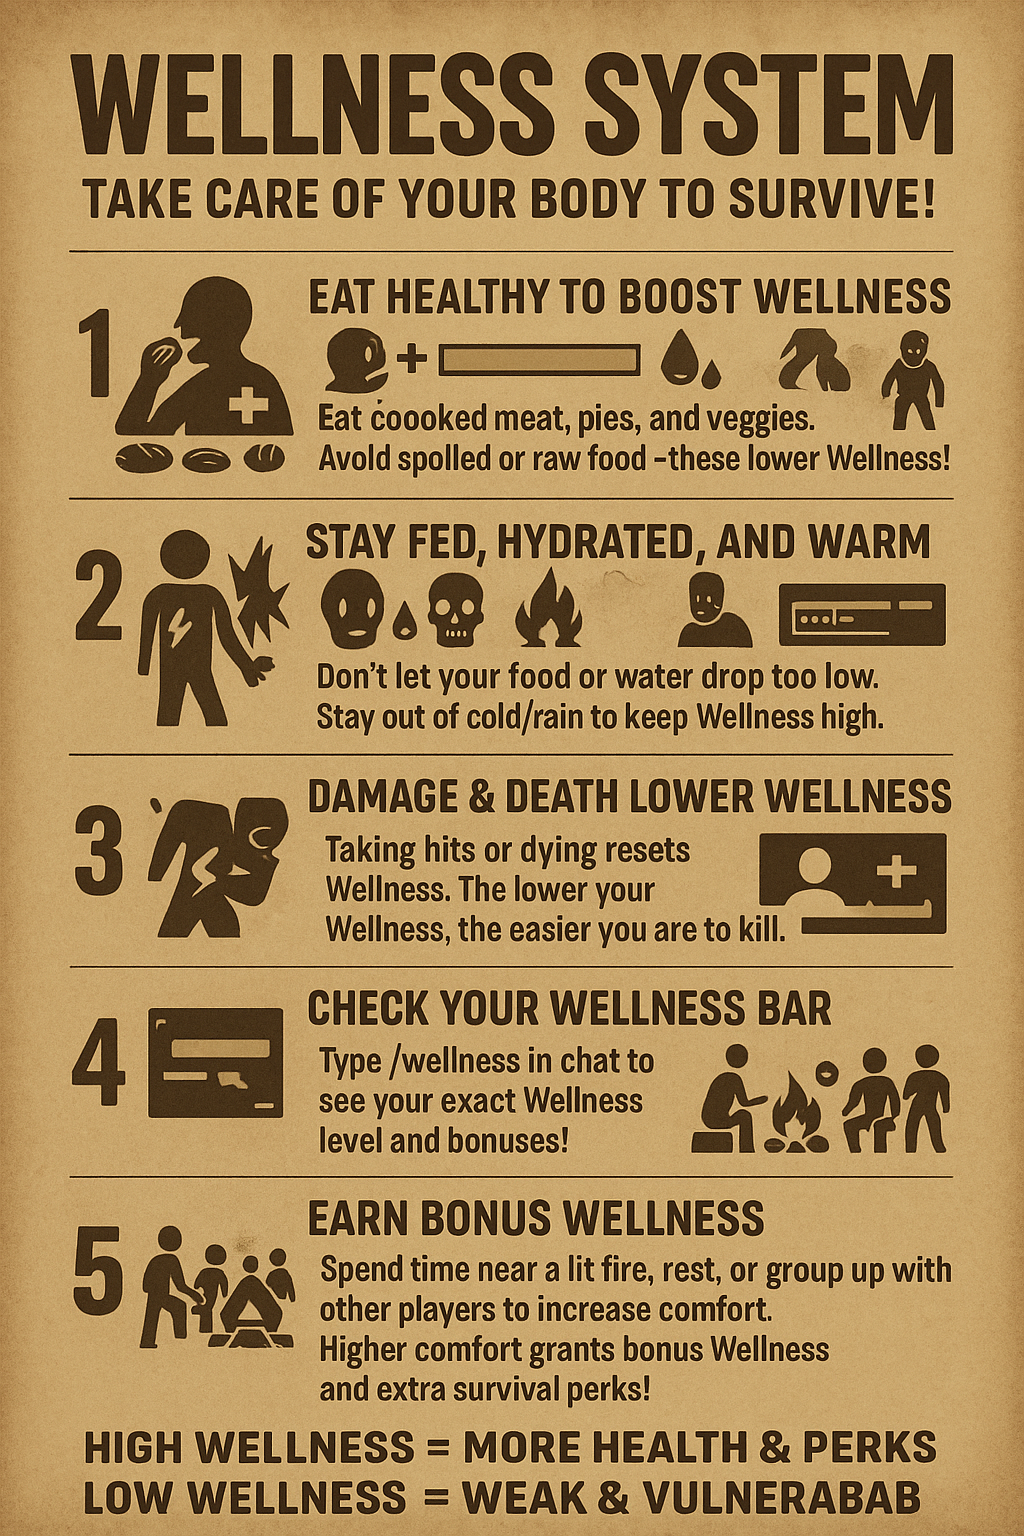 WELLNESS SYSTEM
TAKE CARE OF YOUR BODY TO SURVIVE!
1
EAT HEALTHY TO BOOST WELLNESS
Eat coooked meat, pies, and veggies.
Avold spolled or raw food -these lower Wellness!
2
STAY FED, HYDRATED, AND WARM
Don't let your food or water drop too low.
Stay out of cold/rain to keep Wellness high.
3
DAMAGE & DEATH LOWER WELLNESS
Taking hits or dying resets
Wellness. The lower your
Wellness, the easier you are to kill.
4
CHECK YOUR WELLNESS BAR
Type /wellness in chat to
see your exact Wellness
level and bonuses!
5
EARN BONUS WELLNESS
Spend time near a lit fire, rest, or group up with
other players to increase comfort.
Higher comfort grants bonus Wellness
and extra survival perks!
HIGH WELLNESS = MORE HEALTH & PERKS
LOW WELLNESS = WEAK & VULNERABAB